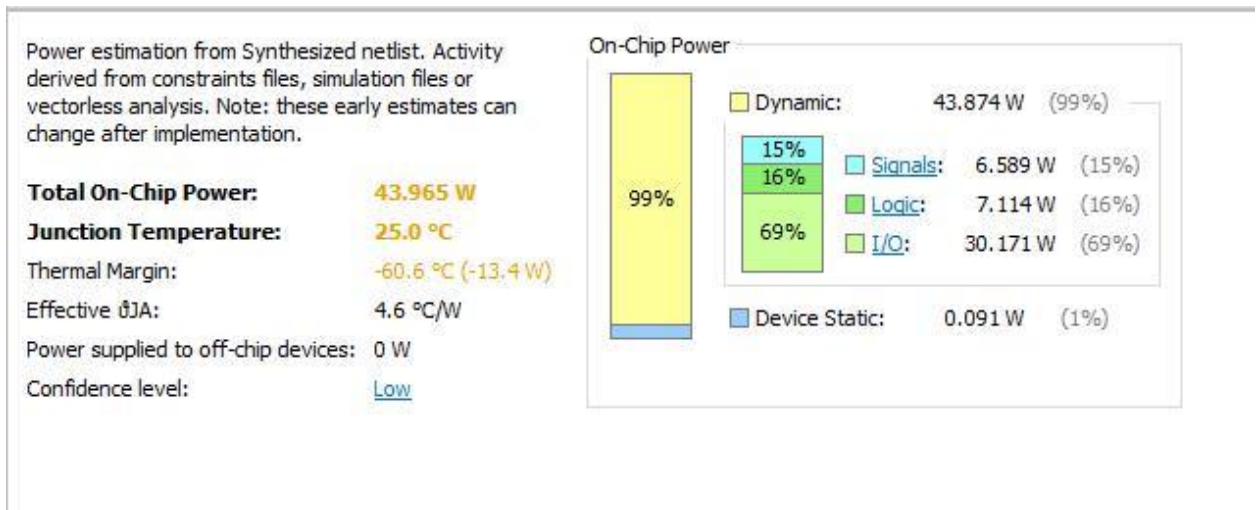 Power estimation from Synthesized netlist. Activity
derived from constraints files, simulation files or
vectorless analysis. Note: these early estimates can
change after implementation.
Total On-Chip Power: 43.965 W
Junction Temperature: 25.0 °C
Thermal Margin: -60.6 °C (-13.4 W)
Effective ϑJA: 4.6 °C/W
Power supplied to off-chip devices: 0 W
Confidence level: Low
On-Chip Power
99%
Dynamic: 43.874 W (99%)
15%
16%
69%
Signals: 6.589 W (15%)
Logic: 7.114 W (16%)
I/O: 30.171 W (69%)
Device Static: 0.091 W (1%)